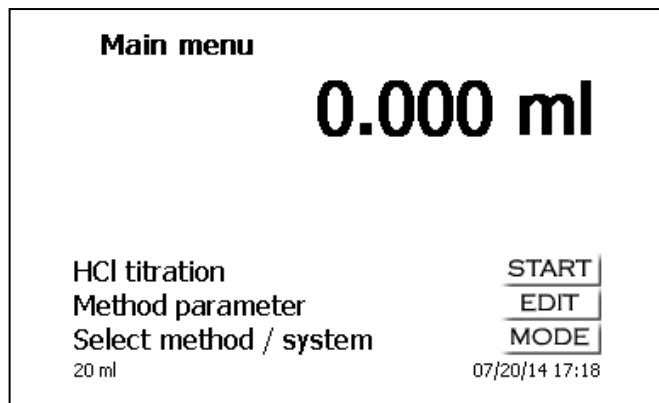 Main menu
0.000 ml
HCl titration START
Method parameter EDIT
Select method / system MODE
20 ml 07/20/14 17:18